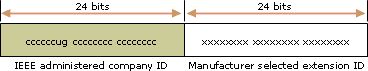 24 bits 24 bits
ccccccug cccccccc cccccccc xxxxxxxx xxxxxxxx xxxxxxxx
IEEE administered company ID Manufacturer selected extension ID